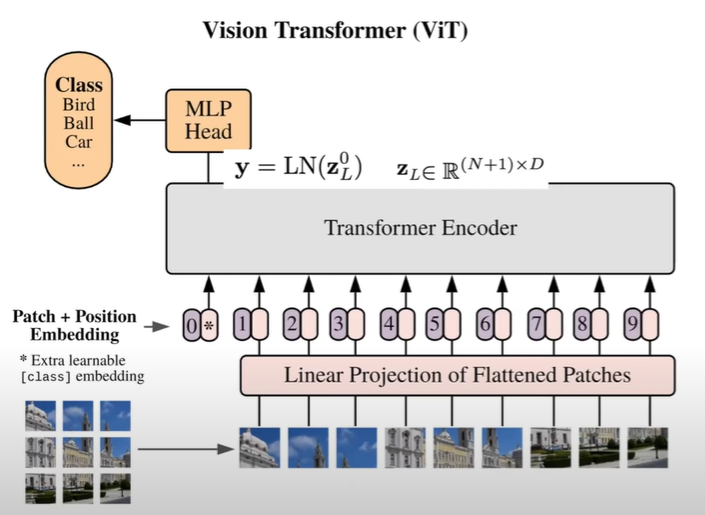 Vision Transformer (ViT)
Class
Bird
Ball
Car
...
MLP
Head
y = LN(z⁰_L)    z_L ∈ ℝ^(N+1)×D
Transformer Encoder
Patch + Position
Embedding
0 * 1 2 3 4 5 6 7 8 9
* Extra learnable
[class] embedding
Linear Projection of Flattened Patches